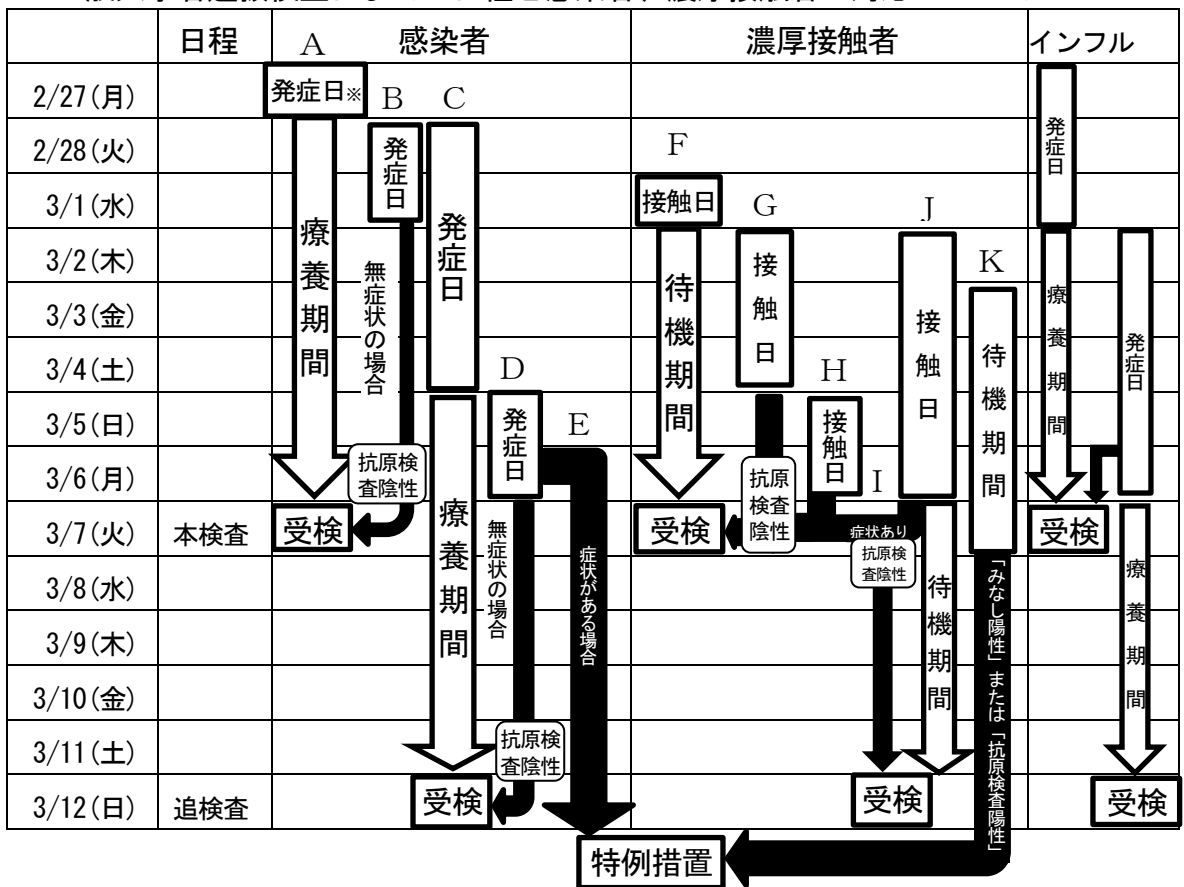 日程
感染者
濃厚接触者
インフル
A
発症日※
B
C
2/27(月)
2/28(火)
3/1(水)
3/2(木)
3/3(金)
3/4(土)
3/5(日)
3/6(月)
3/7(火) 本検査
3/8(水)
3/9(木)
3/10(金)
3/11(土)
3/12(日) 追検査
療養期間
発症日
無症状の場合
抗原検
査陰性
受検
発症日
療養期間
受検
D
発症日
無症状の場合
抗原検
査陰性
E
症状がある場合
特例措置
F
接触日
待機期間
受検
G
接触日
抗原
検査
陰性
H
接触日
I
症状あり
抗原検
査陰性
J
接触日
待機期間
受検
K
待機期間
「みなし陽性」または「抗原検査陽性」
発症日
療養期間
受検
発症日
療養期間
受検